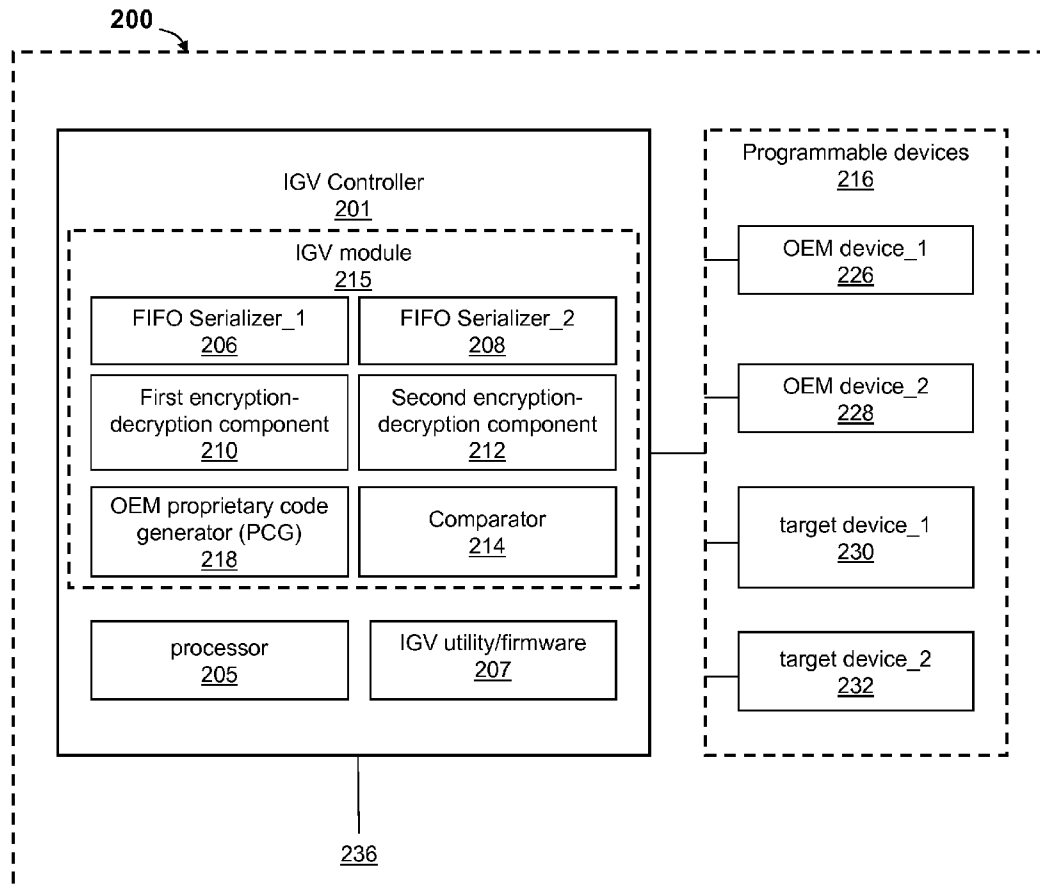 200
IGV Controller
201
IGV module
215
FIFO Serializer_1
206
FIFO Serializer_2
208
First encryption-
decryption component
210
Second encryption-
decryption component
212
OEM proprietary code
generator (PCG)
218
Comparator
214
processor
205
IGV utility/firmware
207
236
Programmable devices
216
OEM device_1
226
OEM device_2
228
target device_1
230
target device_2
232